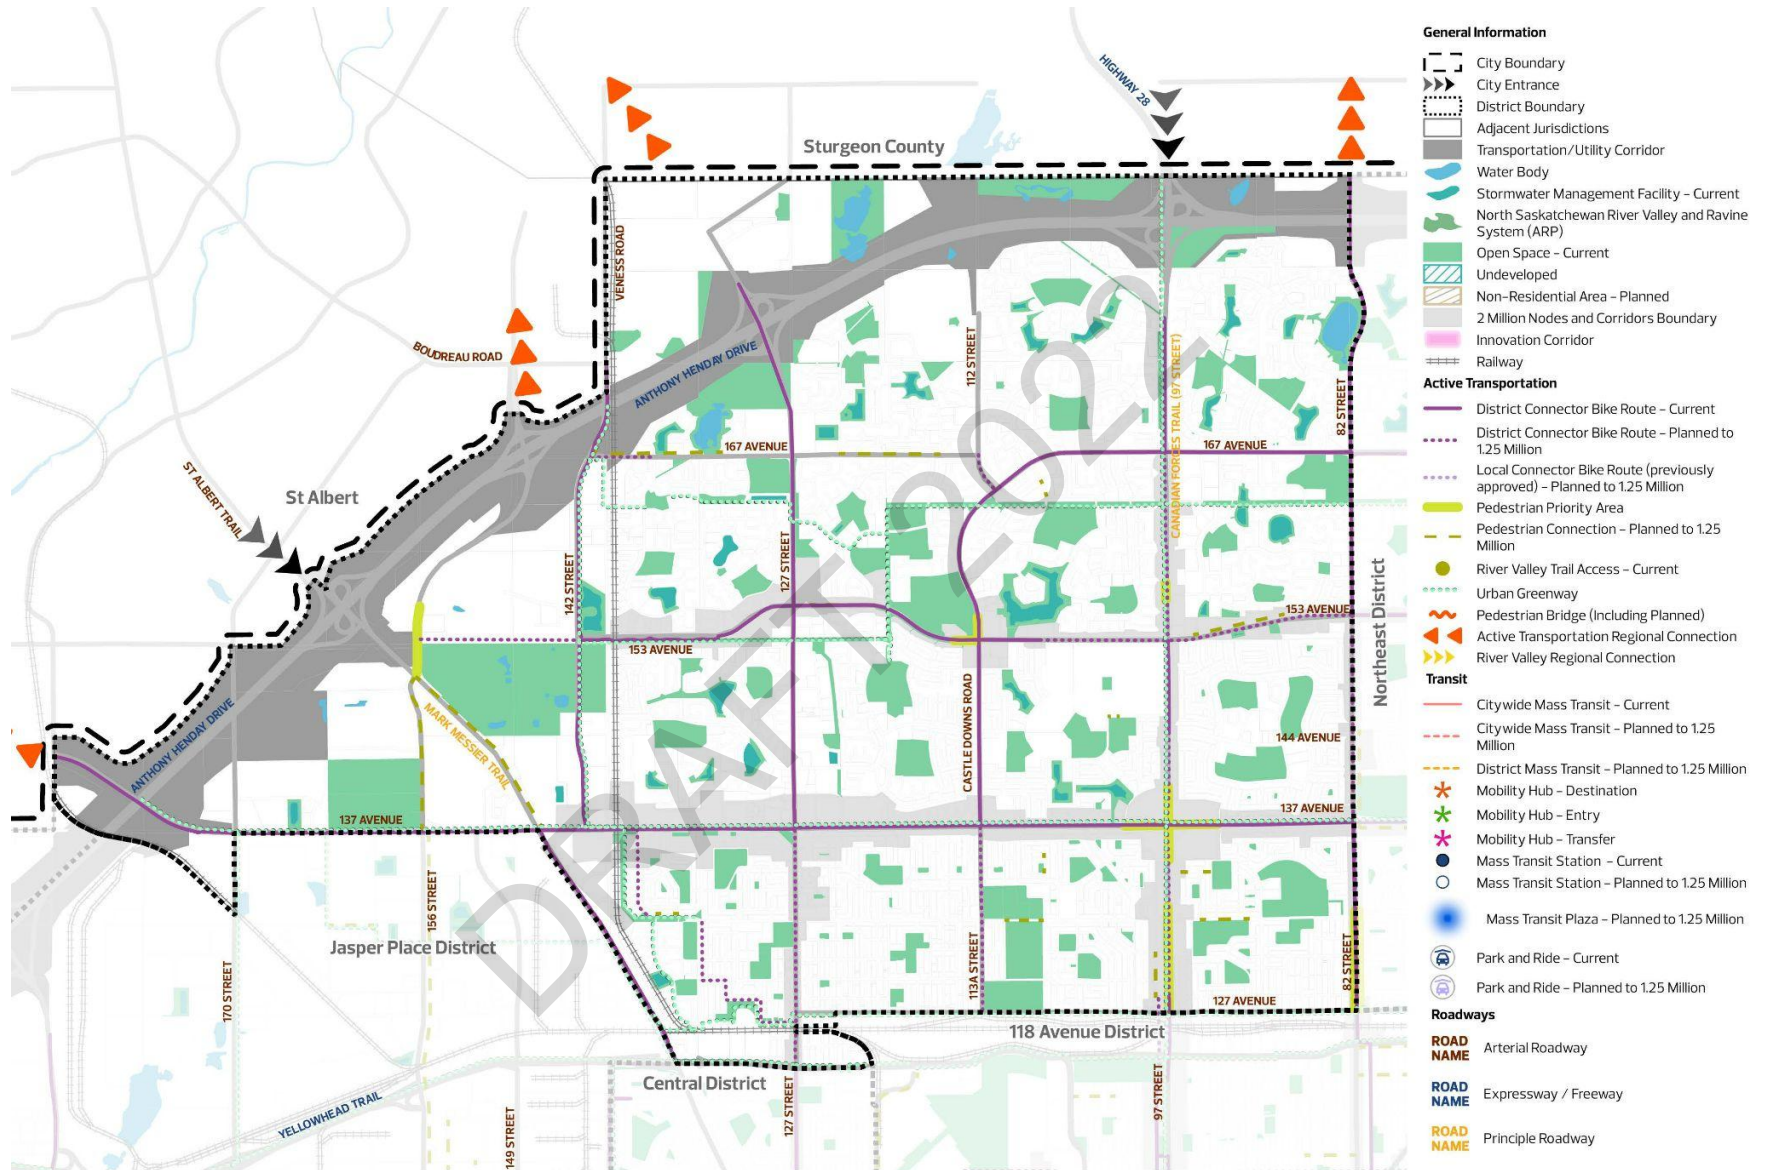 HIGHWAY 28
Sturgeon County
VENESS ROAD
BOUDREAU ROAD
ANTHONY HENDAY DRIVE
112 STREET
CANADIAN FORCES TRAIL (97 STREET)
82 STREET
167 AVENUE
167 AVENUE
ST ALBERT TRAIL
St Albert
142 STREET
127 STREET
153 AVENUE
153 AVENUE
Northeast District
ANTHONY HENDAY DRIVE
MARK MESSIER TRAIL
CASTLE DOWNS ROAD
144 AVENUE
137 AVENUE
137 AVENUE
DRAFT 2022
156 STREET
Jasper Place District
170 STREET
113A STREET
82 STREET
127 AVENUE
118 Avenue District
Central District
YELLOWHEAD TRAIL
149 STREET
127 STREET
97 STREET
General Information
City Boundary
City Entrance
District Boundary
Adjacent Jurisdictions
Transportation/Utility Corridor
Water Body
Stormwater Management Facility – Current
North Saskatchewan River Valley and Ravine
System (ARP)
Open Space – Current
Undeveloped
Non-Residential Area – Planned
2 Million Nodes and Corridors Boundary
Innovation Corridor
Railway
Active Transportation
District Connector Bike Route – Current
District Connector Bike Route – Planned to
1.25 Million
Local Connector Bike Route (previously
approved) – Planned to 1.25 Million
Pedestrian Priority Area
Pedestrian Connection – Planned to 1.25
Million
River Valley Trail Access – Current
Urban Greenway
Pedestrian Bridge (Including Planned)
Active Transportation Regional Connection
River Valley Regional Connection
Transit
Citywide Mass Transit – Current
Citywide Mass Transit – Planned to 1.25
Million
District Mass Transit – Planned to 1.25 Million
Mobility Hub – Destination
Mobility Hub – Entry
Mobility Hub – Transfer
Mass Transit Station – Current
Mass Transit Station – Planned to 1.25 Million
Mass Transit Plaza – Planned to 1.25 Million
Park and Ride – Current
Park and Ride – Planned to 1.25 Million
Roadways
ROAD
NAME
Arterial Roadway
ROAD
NAME
Expressway / Freeway
ROAD
NAME
Principle Roadway